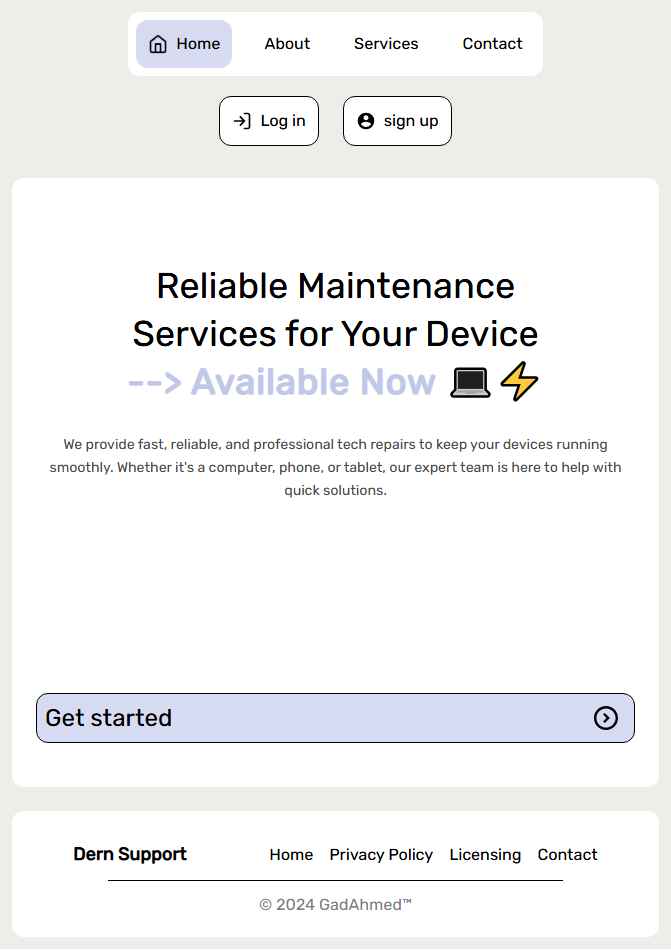 Home About Services Contact
Log in sign up
Reliable Maintenance
Services for Your Device
--> Available Now 💻⚡
We provide fast, reliable, and professional tech repairs to keep your devices running
smoothly. Whether it's a computer, phone, or tablet, our expert team is here to help with
quick solutions.
Get started
Dern Support Home Privacy Policy Licensing Contact
© 2024 GadAhmed™